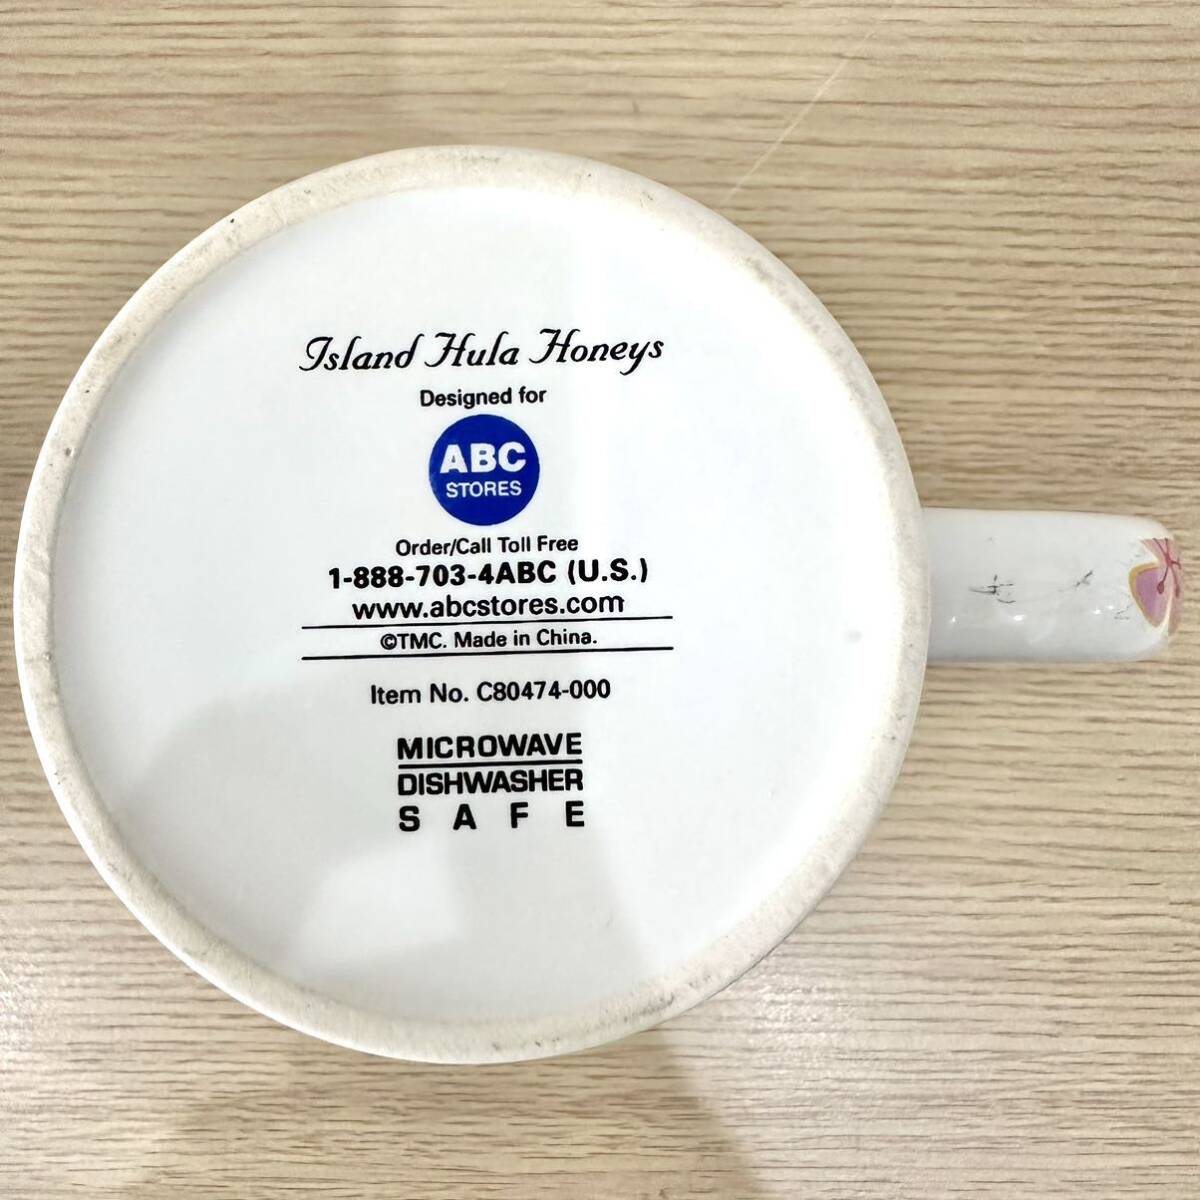 Island Hula Honeys
Designed for
ABC
STORES
Order/Call Toll Free
1-888-703-4ABC (U.S.)
www.abcstores.com
©TMC. Made in China.
Item No. C80474-000
MICROWAVE
DISHWASHER
S A F E